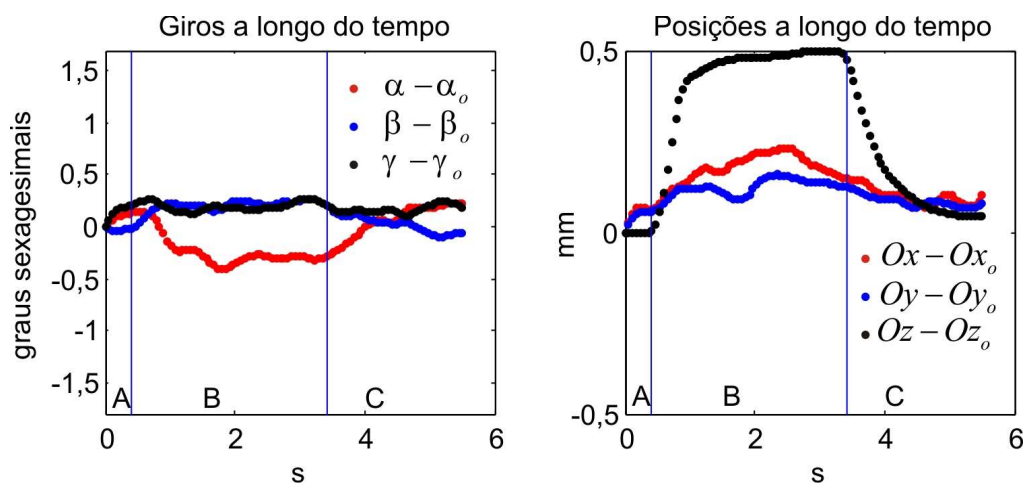 Giros a longo do tempo
graus sexagesimais
1,5
1
0,5
0
-0,5
-1
-1,5
α − αₒ
β − βₒ
γ − γₒ
A
B
C
0
2
4
6
s
Posições a longo do tempo
mm
0,5
0
-0,5
Ox − Oxₒ
Oy − Oyₒ
Oz − Ozₒ
A
B
C
0
2
4
6
s